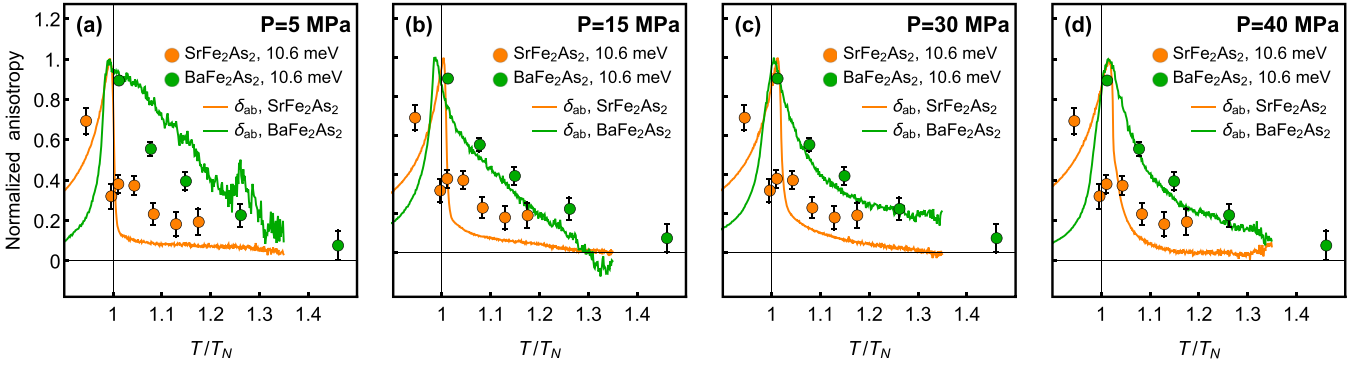 (a) P=5 MPa
SrFe2As2, 10.6 meV
BaFe2As2, 10.6 meV
δab, SrFe2As2
δab, BaFe2As2
Normalized anisotropy
1.2
1.
0.8
0.6
0.4
0.2
0
1 1.1 1.2 1.3 1.4
T/TN
(b) P=15 MPa
SrFe2As2, 10.6 meV
BaFe2As2, 10.6 meV
δab, SrFe2As2
δab, BaFe2As2
1 1.1 1.2 1.3 1.4
T/TN
(c) P=30 MPa
SrFe2As2, 10.6 meV
BaFe2As2, 10.6 meV
δab, SrFe2As2
δab, BaFe2As2
1 1.1 1.2 1.3 1.4
T/TN
(d) P=40 MPa
SrFe2As2, 10.6 meV
BaFe2As2, 10.6 meV
δab, SrFe2As2
δab, BaFe2As2
1 1.1 1.2 1.3 1.4
T/TN